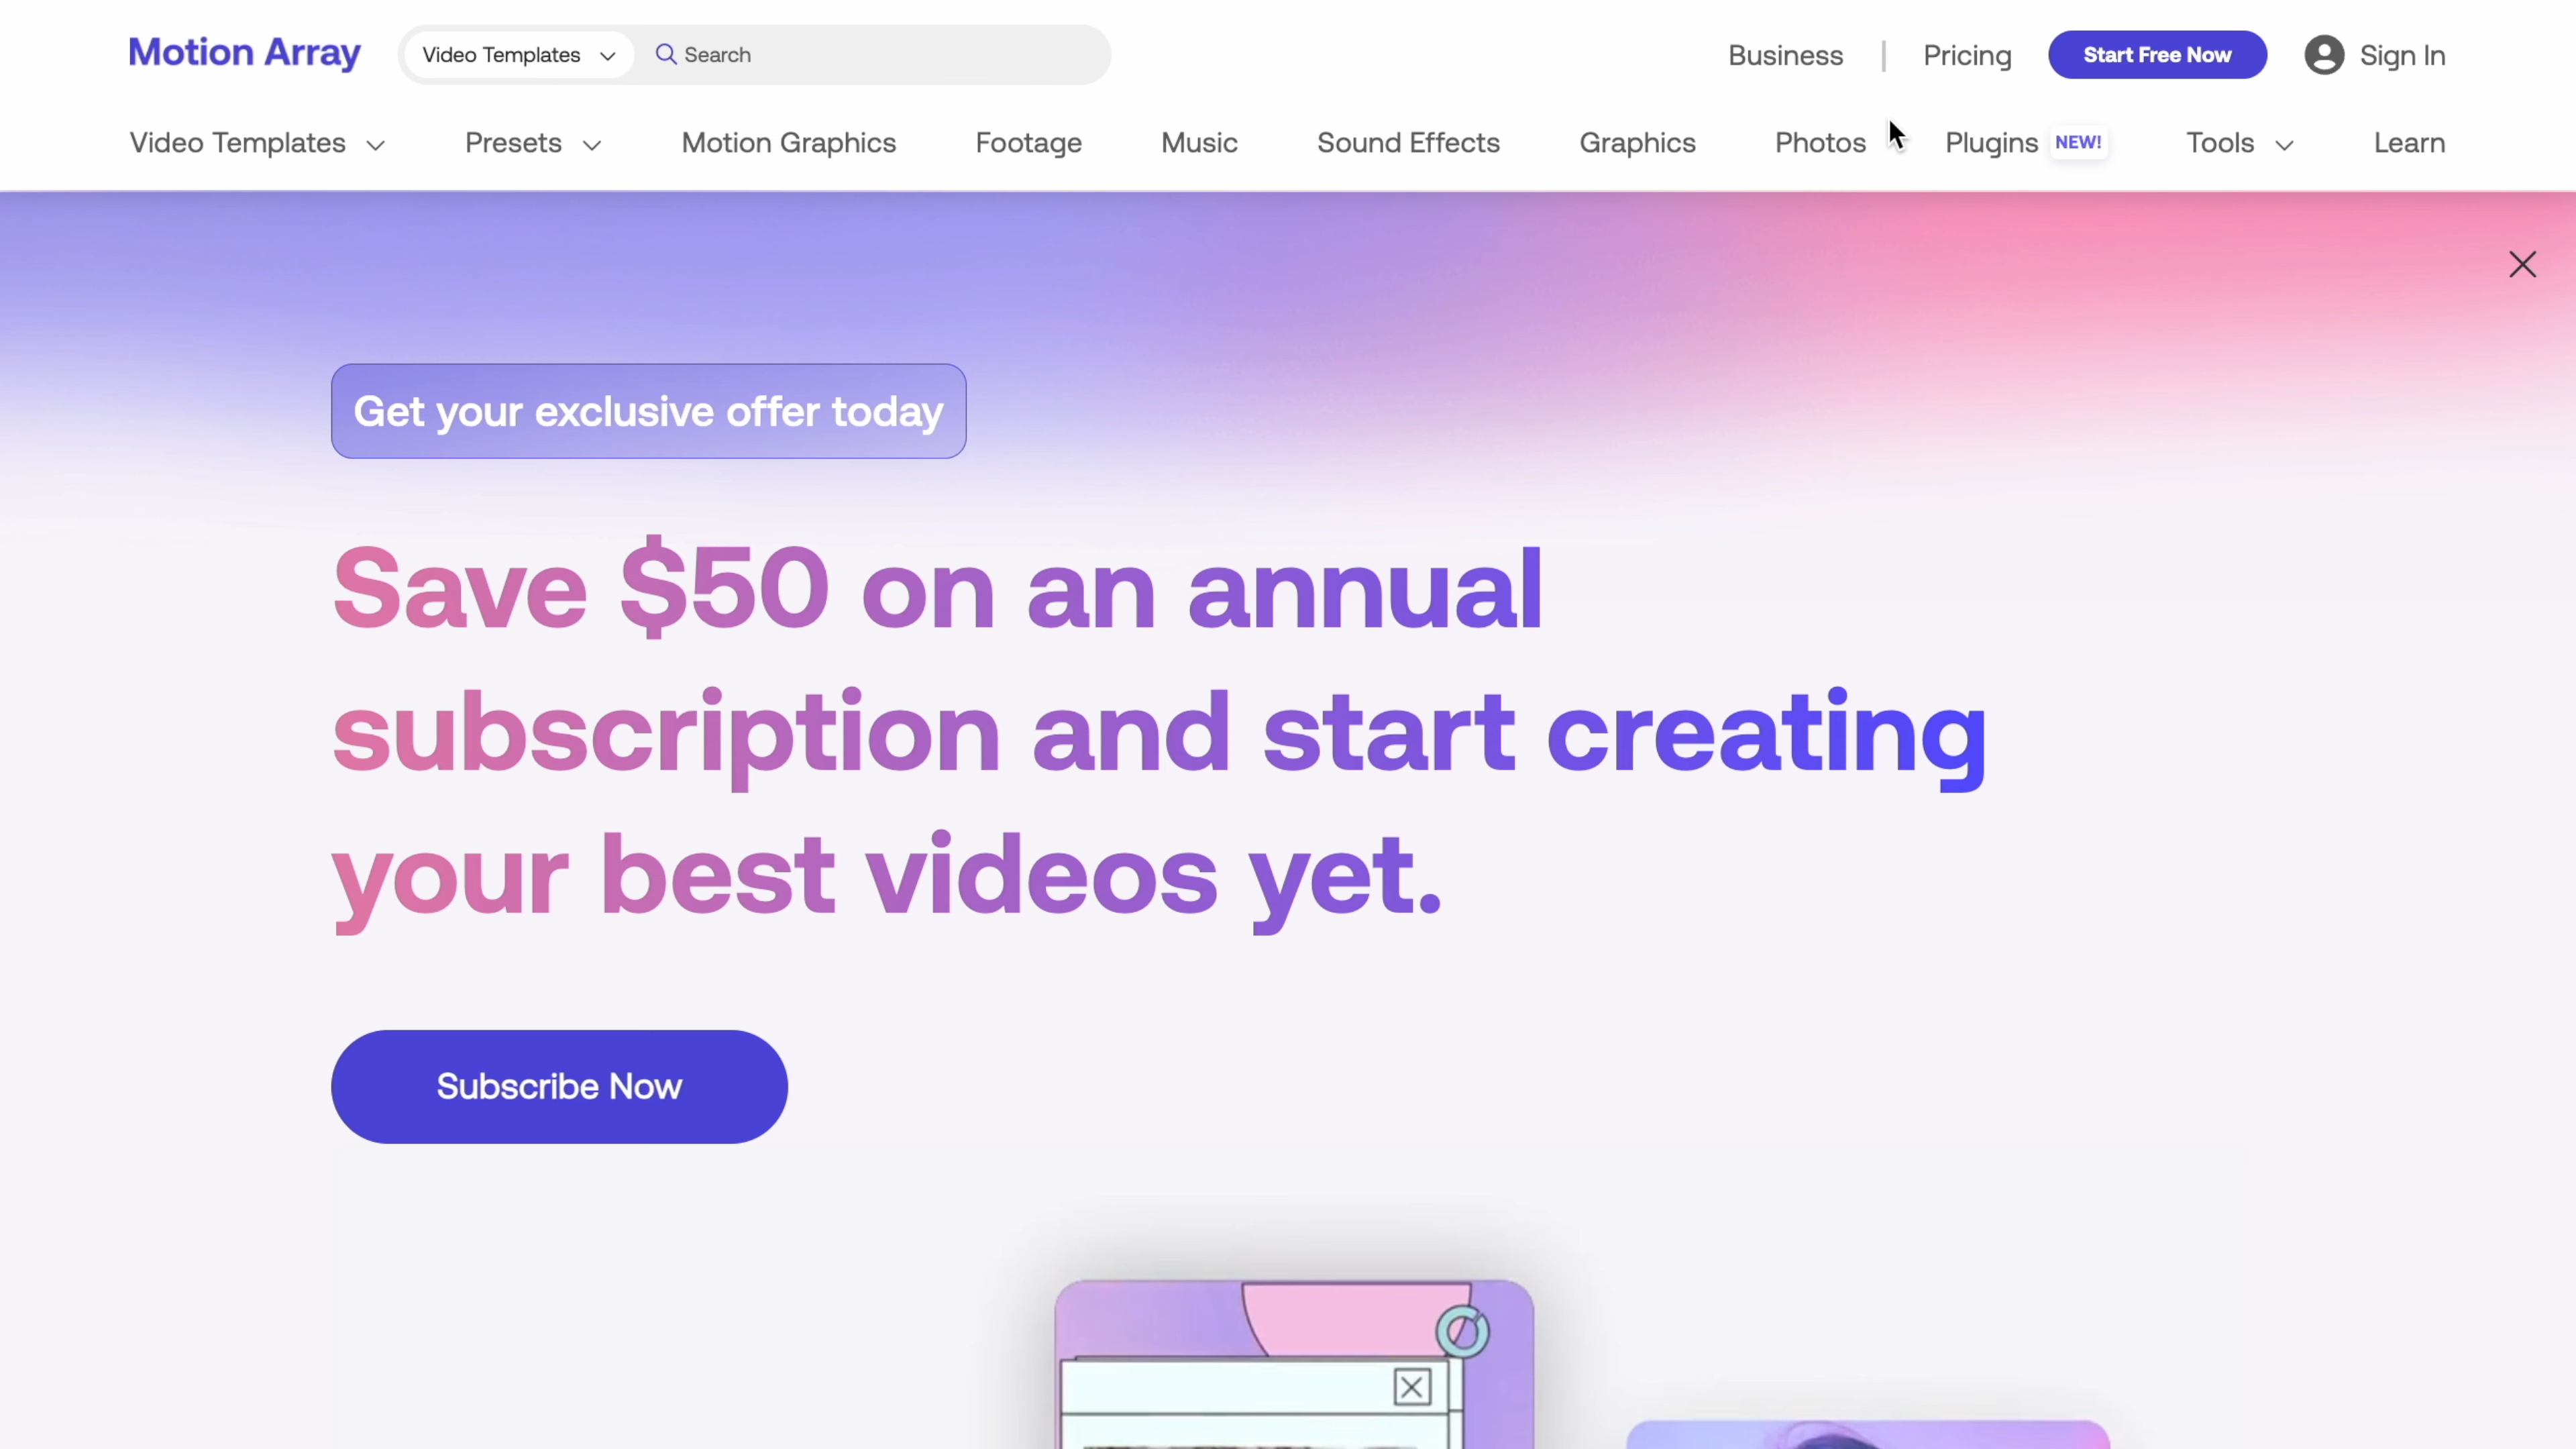 Motion Array
Video Templates
Search
Business
Pricing
Start Free Now
Sign In
Video Templates
Presets
Motion Graphics
Footage
Music
Sound Effects
Graphics
Photos
Plugins
NEW!
Tools
Learn
Get your exclusive offer today
Save $50 on an annual
subscription and start creating
your best videos yet.
Subscribe Now